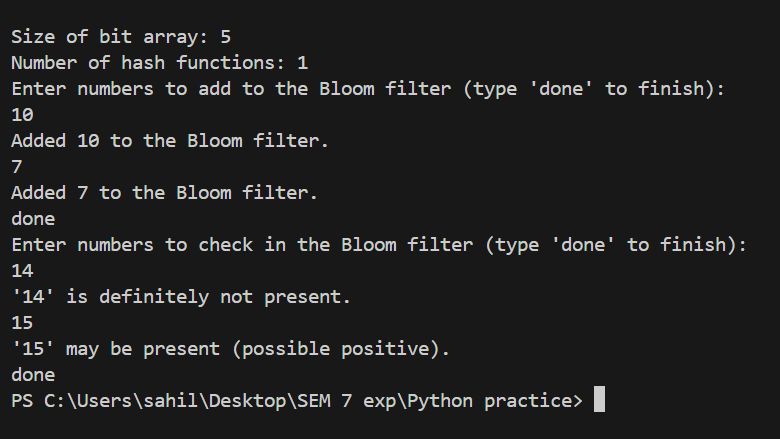 Size of bit array: 5
Number of hash functions: 1
Enter numbers to add to the Bloom filter (type 'done' to finish):
10
Added 10 to the Bloom filter.
7
Added 7 to the Bloom filter.
done
Enter numbers to check in the Bloom filter (type 'done' to finish):
14
'14' is definitely not present.
15
'15' may be present (possible positive).
done
PS C:\Users\sahil\Desktop\SEM 7 exp\Python practice>